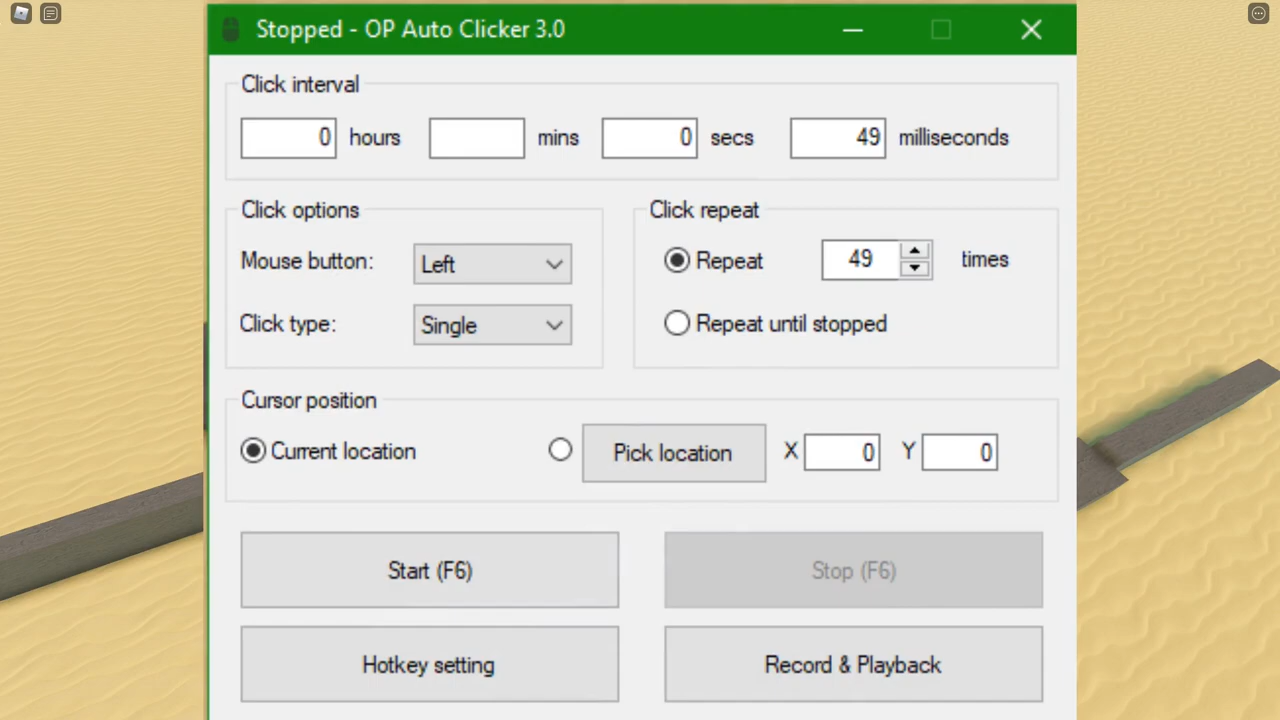 Stopped - OP Auto Clicker 3.0
Click interval
0 hours mins 0 secs 49 milliseconds
Click options
Mouse button: Left
Click type: Single
Click repeat
Repeat 49 times
Repeat until stopped
Cursor position
Current location Pick location X 0 Y 0
Start (F6) Stop (F6)
Hotkey setting Record & Playback